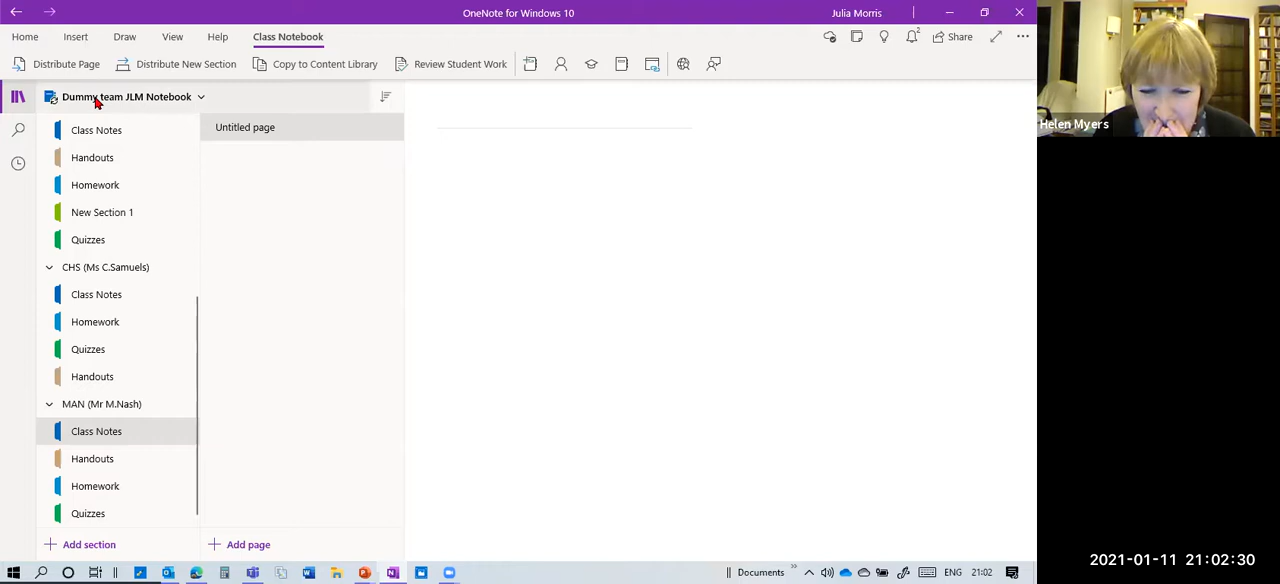 OneNote for Windows 10
Julia Morris
Home
Insert
Draw
View
Help
Class Notebook
Share
Distribute Page
Distribute New Section
Copy to Content Library
Review Student Work
Dummy team JLM Notebook
Class Notes
Handouts
Homework
New Section 1
Quizzes
CHS (Ms C.Samuels)
Class Notes
Homework
Quizzes
Handouts
MAN (Mr M.Nash)
Class Notes
Handouts
Homework
Quizzes
Add section
Untitled page
Add page
Helen Myers
Documents
ENG
21:02
2021-01-11 21:02:30